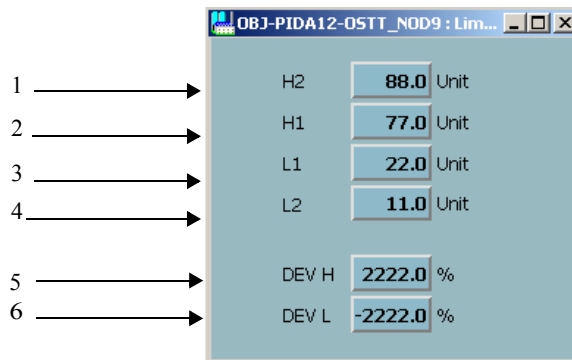 OBJ-PIDA12-OSTT_NOD9 : Lim...
1 H2 88.0 Unit
2 H1 77.0 Unit
3 L1 22.0 Unit
4 L2 11.0 Unit
5 DEV H 2222.0 %
6 DEV L -2222.0 %